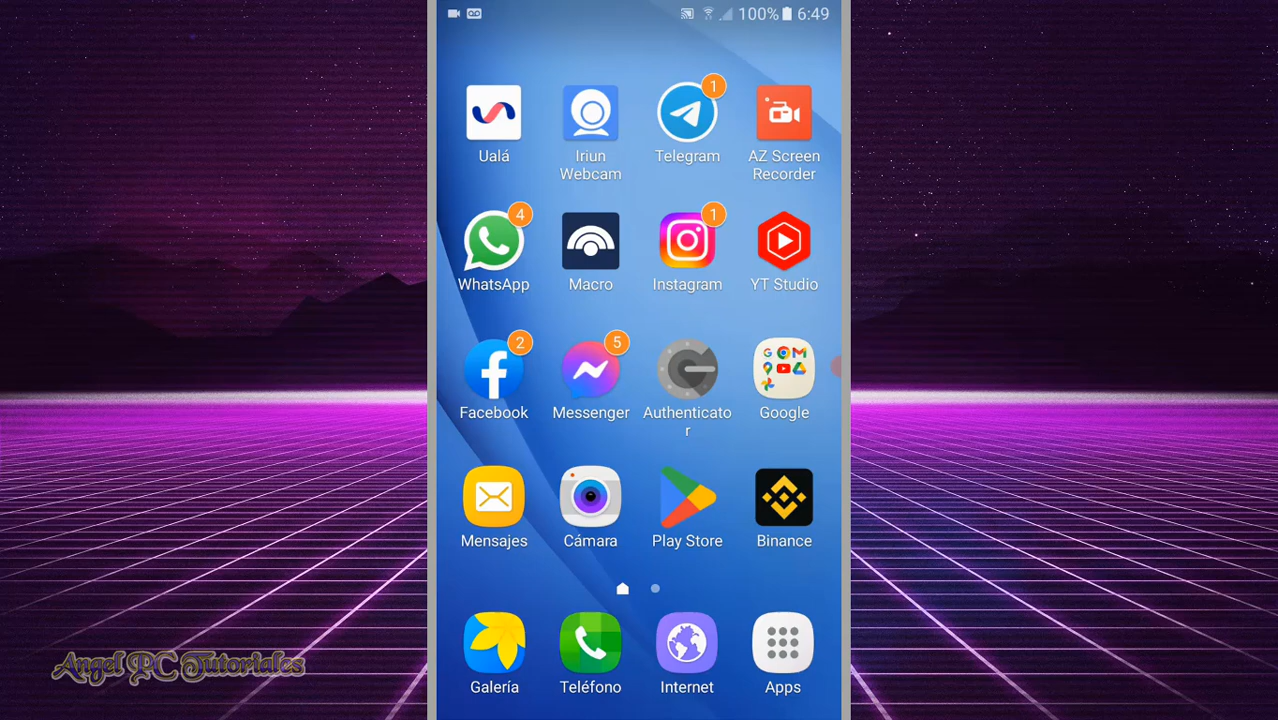 100% 6:49
1
Ualá
Iriun
Webcam
Telegram
AZ Screen
Recorder
4
1
WhatsApp
Macro
Instagram
YT Studio
2
5
G
Facebook
Messenger
Authenticato
r
Google
Mensajes
Cámara
Play Store
Binance
Galería
Teléfono
Internet
Apps
Angel PC Tutoriales